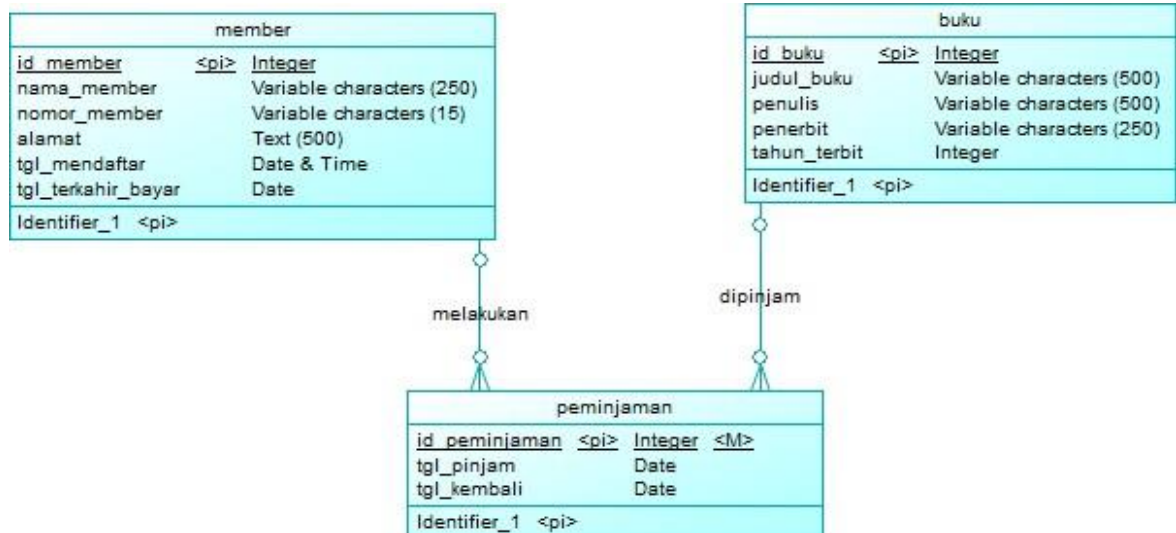 member
id_member <pi> Integer
nama_member Variable characters (250)
nomor_member Variable characters (15)
alamat Text (500)
tgl_mendaftar Date & Time
tgl_terkahir_bayar Date
Identifier_1 <pi>
buku
id_buku <pi> Integer
judul_buku Variable characters (500)
penulis Variable characters (500)
penerbit Variable characters (250)
tahun_terbit Integer
Identifier_1 <pi>
melakukan
dipinjam
peminjaman
id_peminjaman <pi> Integer <M>
tgl_pinjam Date
tgl_kembali Date
Identifier_1 <pi>